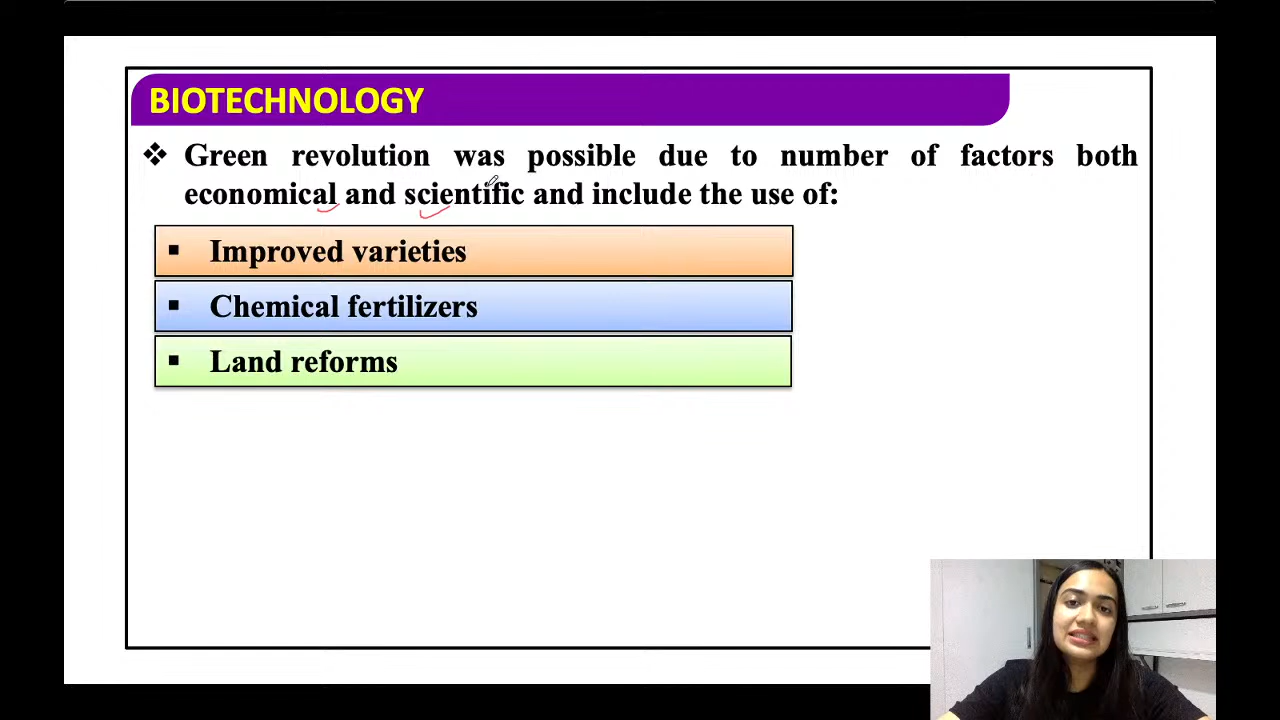 BIOTECHNOLOGY
❖ Green revolution was possible due to number of factors both
economical and scientific and include the use of:
▪ Improved varieties
▪ Chemical fertilizers
▪ Land reforms